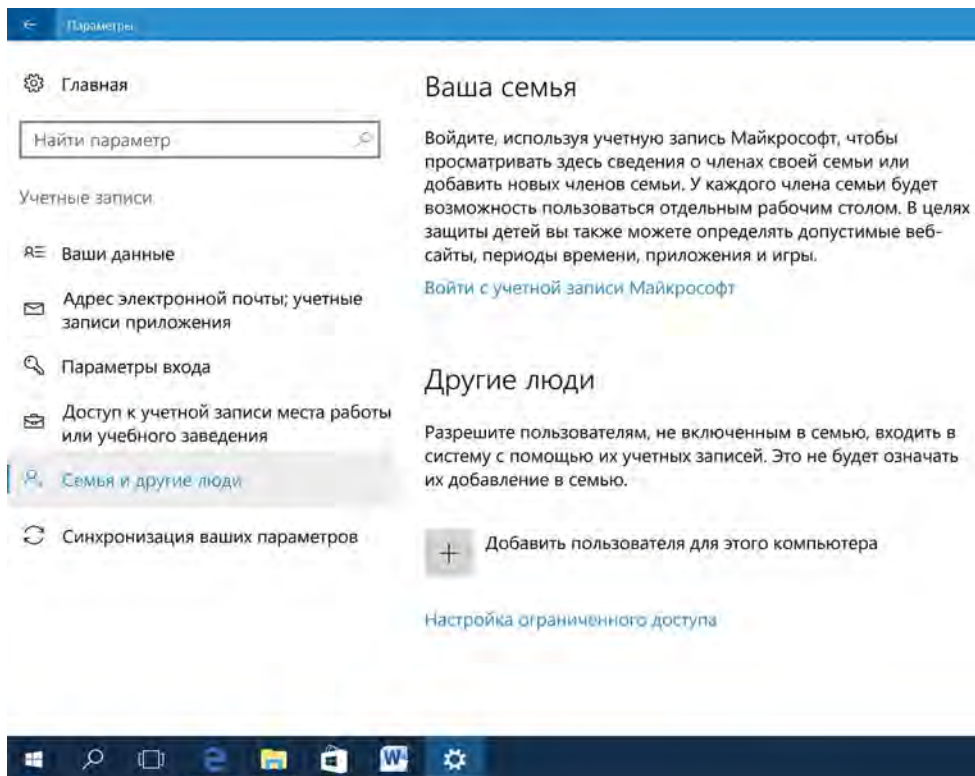 Параметры
Главная
Найти параметр
Учетные записи
Ваши данные
Адрес электронной почты; учетные
записи приложения
Параметры входа
Доступ к учетной записи места работы
или учебного заведения
Семья и другие люди
Синхронизация ваших параметров
Ваша семья
Войдите, используя учетную запись Майкрософт, чтобы
просматривать здесь сведения о членах своей семьи или
добавить новых членов семьи. У каждого члена семьи будет
возможность пользоваться отдельным рабочим столом. В целях
защиты детей вы также можете определять допустимые веб-
сайты, периоды времени, приложения и игры.
Войти с учетной записи Майкрософт
Другие люди
Разрешите пользователям, не включенным в семью, входить в
систему с помощью их учетных записей. Это не будет означать
их добавление в семью.
Добавить пользователя для этого компьютера
Настройка ограниченного доступа